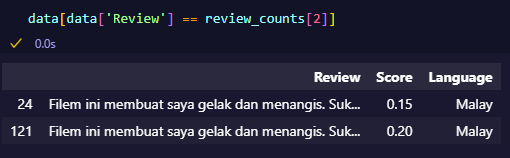 data[data['Review'] == review_counts[2]]
0.0s
Review Score Language
24 Filem ini membuat saya gelak dan menangis. Suk... 0.15 Malay
121 Filem ini membuat saya gelak dan menangis. Suk... 0.20 Malay